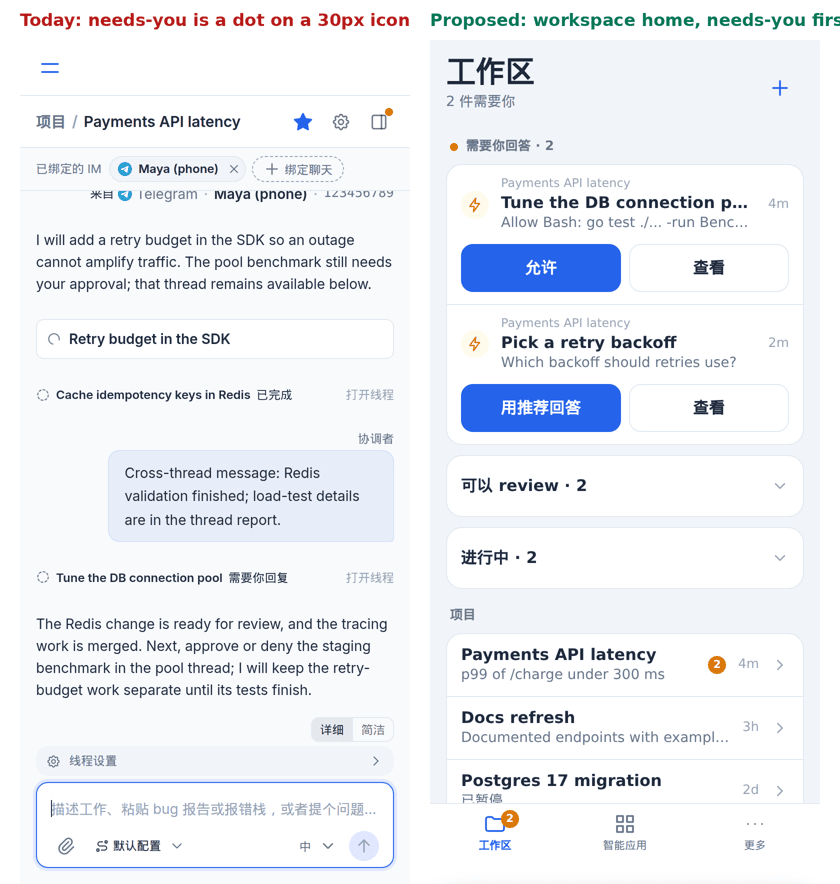 Today: needs-you is a dot on a 30px icon
项目 / Payments API latency
已绑定的 IM
Maya (phone)
绑定聊天
来自 Telegram · Maya (phone) · 123456789
I will add a retry budget in the SDK so an outage
cannot amplify traffic. The pool benchmark still needs
your approval; that thread remains available below.
Retry budget in the SDK
Cache idempotency keys in Redis 已完成
打开线程
协调者
Cross-thread message: Redis
validation finished; load-test details
are in the thread report.
Tune the DB connection pool 需要你回复
打开线程
The Redis change is ready for review, and the tracing
work is merged. Next, approve or deny the staging
benchmark in the pool thread; I will keep the retry-
budget work separate until its tests finish.
详细 简洁
线程设置
描述工作、粘贴 bug 报告或报错栈，或者提个问题...
默认配置
中
Proposed: workspace home, needs-you firs
工作区
2 件需要你
需要你回答 · 2
Payments API latency
Tune the DB connection p...
4m
Allow Bash: go test ./... -run Benc...
允许
查看
Payments API latency
Pick a retry backoff
2m
Which backoff should retries use?
用推荐回答
查看
可以 review · 2
进行中 · 2
项目
Payments API latency
p99 of /charge under 300 ms
2
4m
Docs refresh
Documented endpoints with exampl...
3h
Postgres 17 migration
已暂停
2d
2
工作区
智能应用
更多